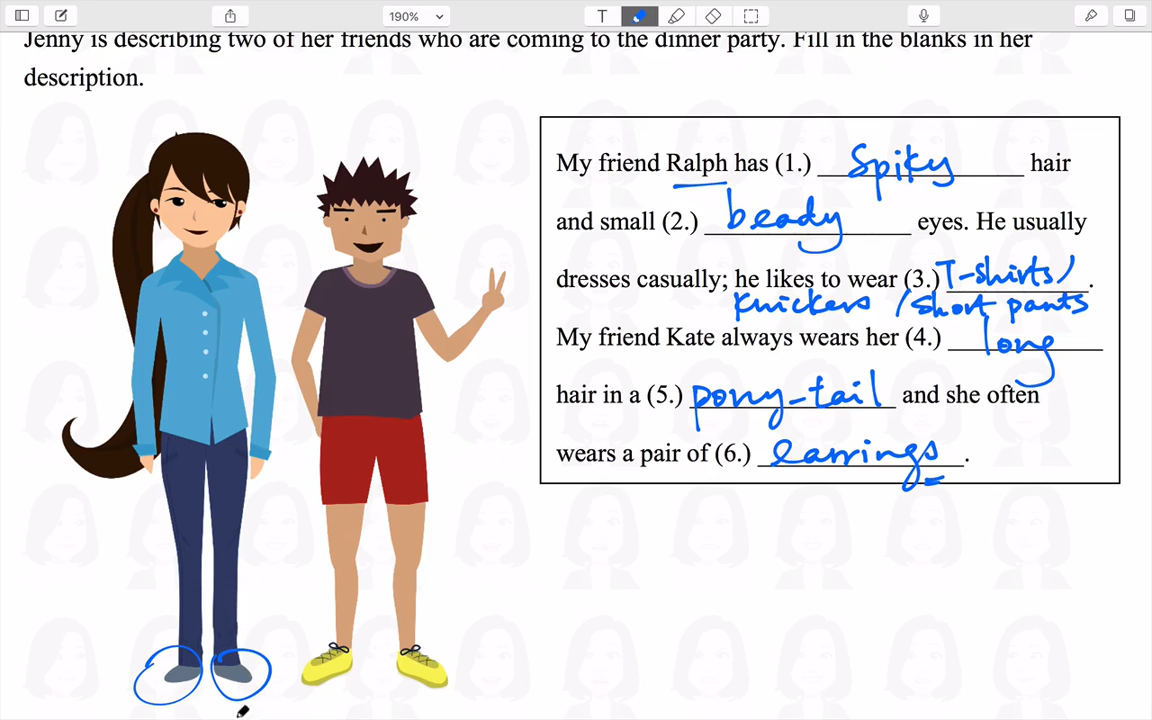 190%
T
Jenny is describing two of her friends who are coming to the dinner party. Fill in the blanks in her
description.
My friend Ralph has (1.) Spiky hair
and small (2.) beady eyes. He usually
dresses casually; he likes to wear (3.) T-shirts/.
Knickers /short pants
My friend Kate always wears her (4.) long
hair in a (5.) pony-tail and she often
wears a pair of (6.) earrings.